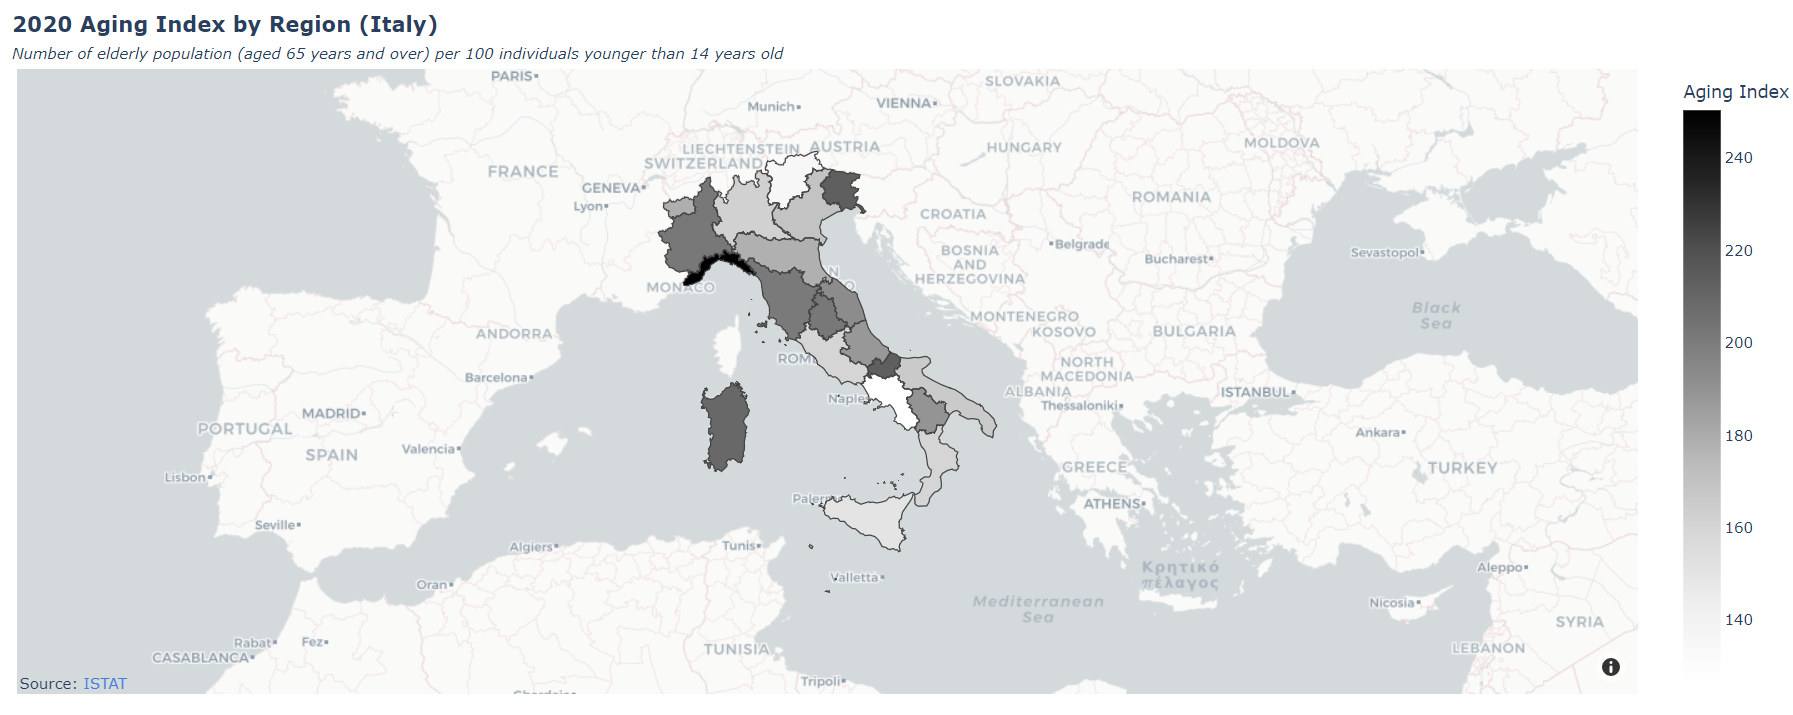 2020 Aging Index by Region (Italy)
Number of elderly population (aged 65 years and over) per 100 individuals younger than 14 years old
Aging Index
240
220
200
180
160
140
PARIS
SLOVAKIA
Munich
VIENNA
LIECHTENSTEIN
AUSTRIA
HUNGARY
MOLDOVA
SWITZERLAND
FRANCE
GENEVA
ROMANIA
Lyon
CROATIA
Belgrade
BOSNIA
AND
HERZEGOVINA
Sevastopol
Bucharest
MONACO
Black
Sea
MONTENEGRO
ANDORRA
KOSOVO
BULGARIA
NORTH
MACEDONIA
Barcelona
ALBANIA
ISTANBUL
Thessaloniki
MADRID
PORTUGAL
Ankara
Valencia
SPAIN
GREECE
TURKEY
Lisbon
ATHENS
Seville
Algiers
Tunis
Κρητικό
πέλαγος
Aleppo
Oran
Valletta
Mediterranean
Sea
Nicosia
SYRIA
Rabat
Fez
CASABLANCA
TUNISIA
LEBANON
Tripoli
Source: ISTAT